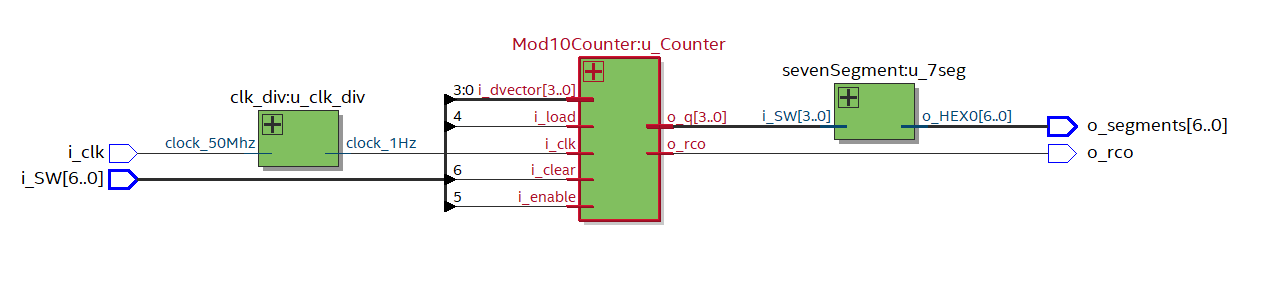 Mod10Counter:u_Counter
sevenSegment:u_7seg
clk_div:u_clk_div
3:0 i_dvector[3..0]
4 i_load
o_q[3..0]
i_SW[3..0]
o_HEX0[6..0]
o_segments[6..0]
i_clk
clock_50Mhz
clock_1Hz
i_clk
o_rco
o_rco
i_SW[6..0]
6 i_clear
5 i_enable